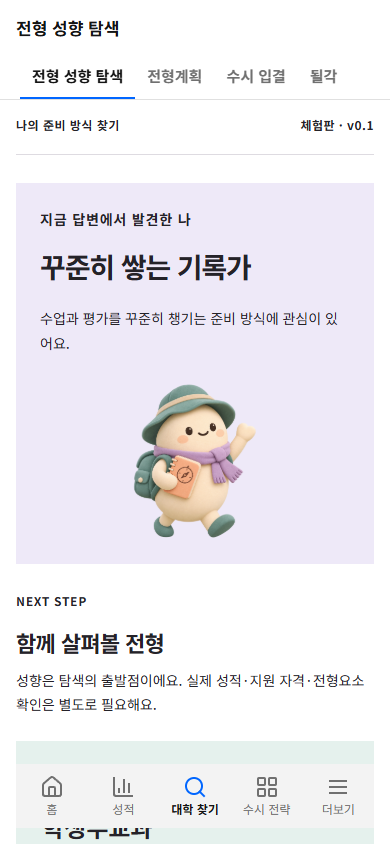 전형 성향 탐색
전형 성향 탐색 전형계획 수시 입결 될각
나의 준비 방식 찾기 체험판 · v0.1
지금 답변에서 발견한 나
꾸준히 쌓는 기록가
수업과 평가를 꾸준히 챙기는 준비 방식에 관심이 있
어요.
NEXT STEP
함께 살펴볼 전형
성향은 탐색의 출발점이에요. 실제 성적·지원 자격·전형요소
확인은 별도로 필요해요.
홈 성적 대학 찾기 수시 전략 더보기
학생부교과